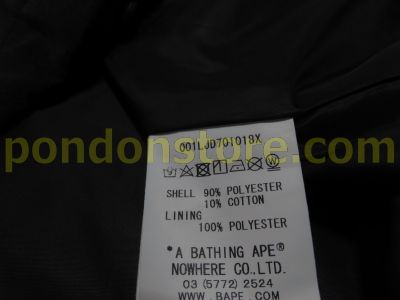 001LJD701018X
pondonstore.com
SHELL 90% POLYESTER
10% COTTON
LINING
100% POLYESTER
"A BATHING APE®
NOWHERE CO.,LTD.
03(5772)2524
WWW.BAPE.COM